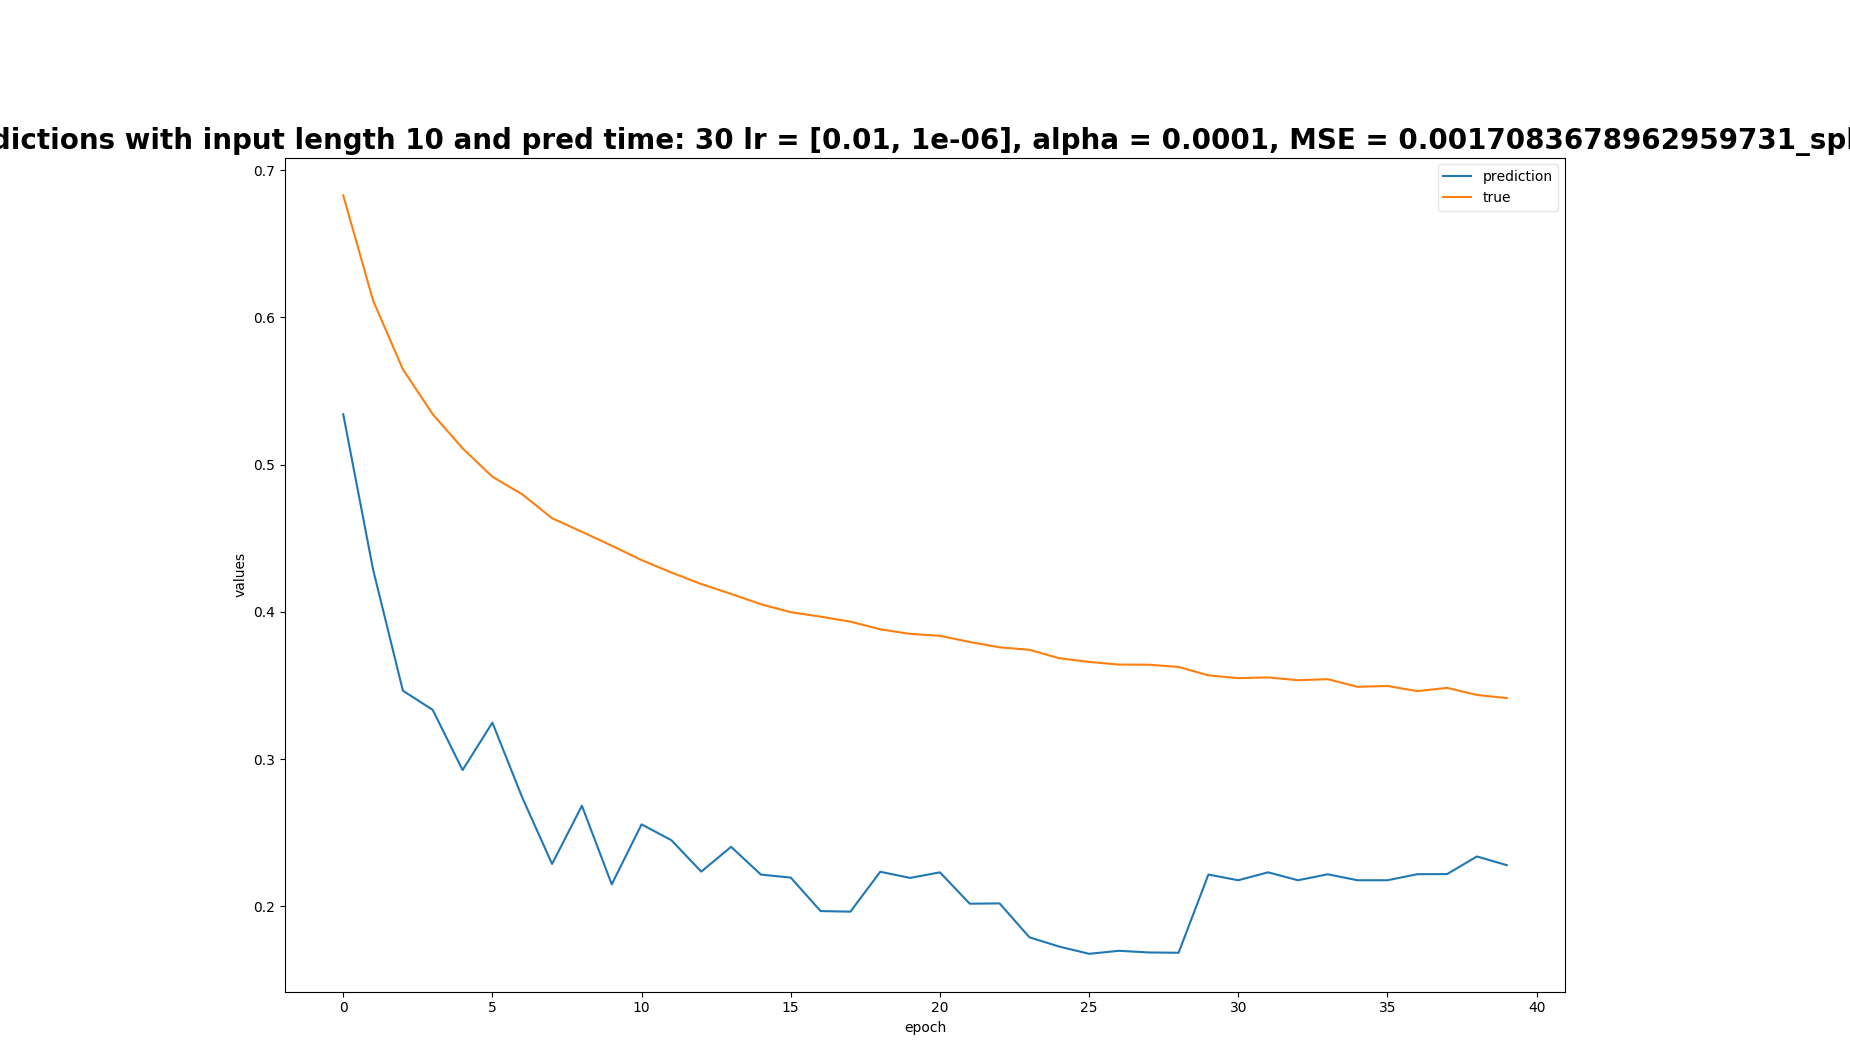 dictions with input length 10 and pred time: 30 lr = [0.01, 1e-06], alpha = 0.0001, MSE = 0.0017083678962959731_spl
prediction
true
0.7
0.6
0.5
0.4
0.3
0.2
values
0 5 10 15 20 25 30 35 40
epoch